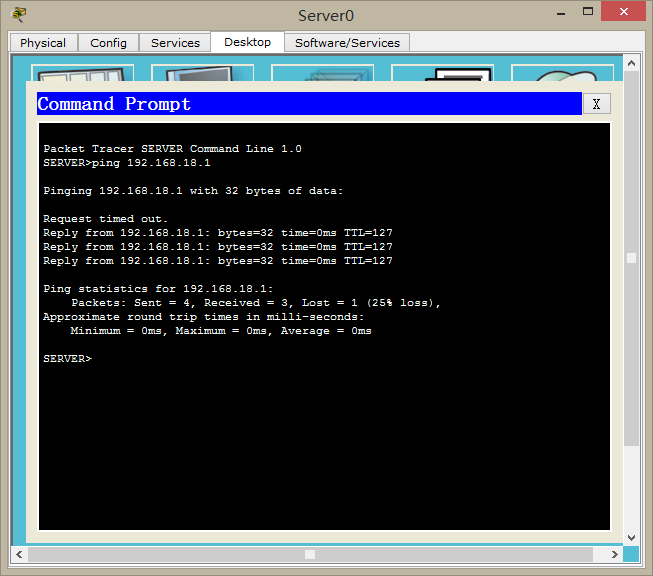 Server0
Physical Config Services Desktop Software/Services
Command Prompt X
Packet Tracer SERVER Command Line 1.0
SERVER>ping 192.168.18.1
Pinging 192.168.18.1 with 32 bytes of data:
Request timed out.
Reply from 192.168.18.1: bytes=32 time=0ms TTL=127
Reply from 192.168.18.1: bytes=32 time=0ms TTL=127
Reply from 192.168.18.1: bytes=32 time=0ms TTL=127
Ping statistics for 192.168.18.1:
Packets: Sent = 4, Received = 3, Lost = 1 (25% loss),
Approximate round trip times in milli-seconds:
Minimum = 0ms, Maximum = 0ms, Average = 0ms
SERVER>